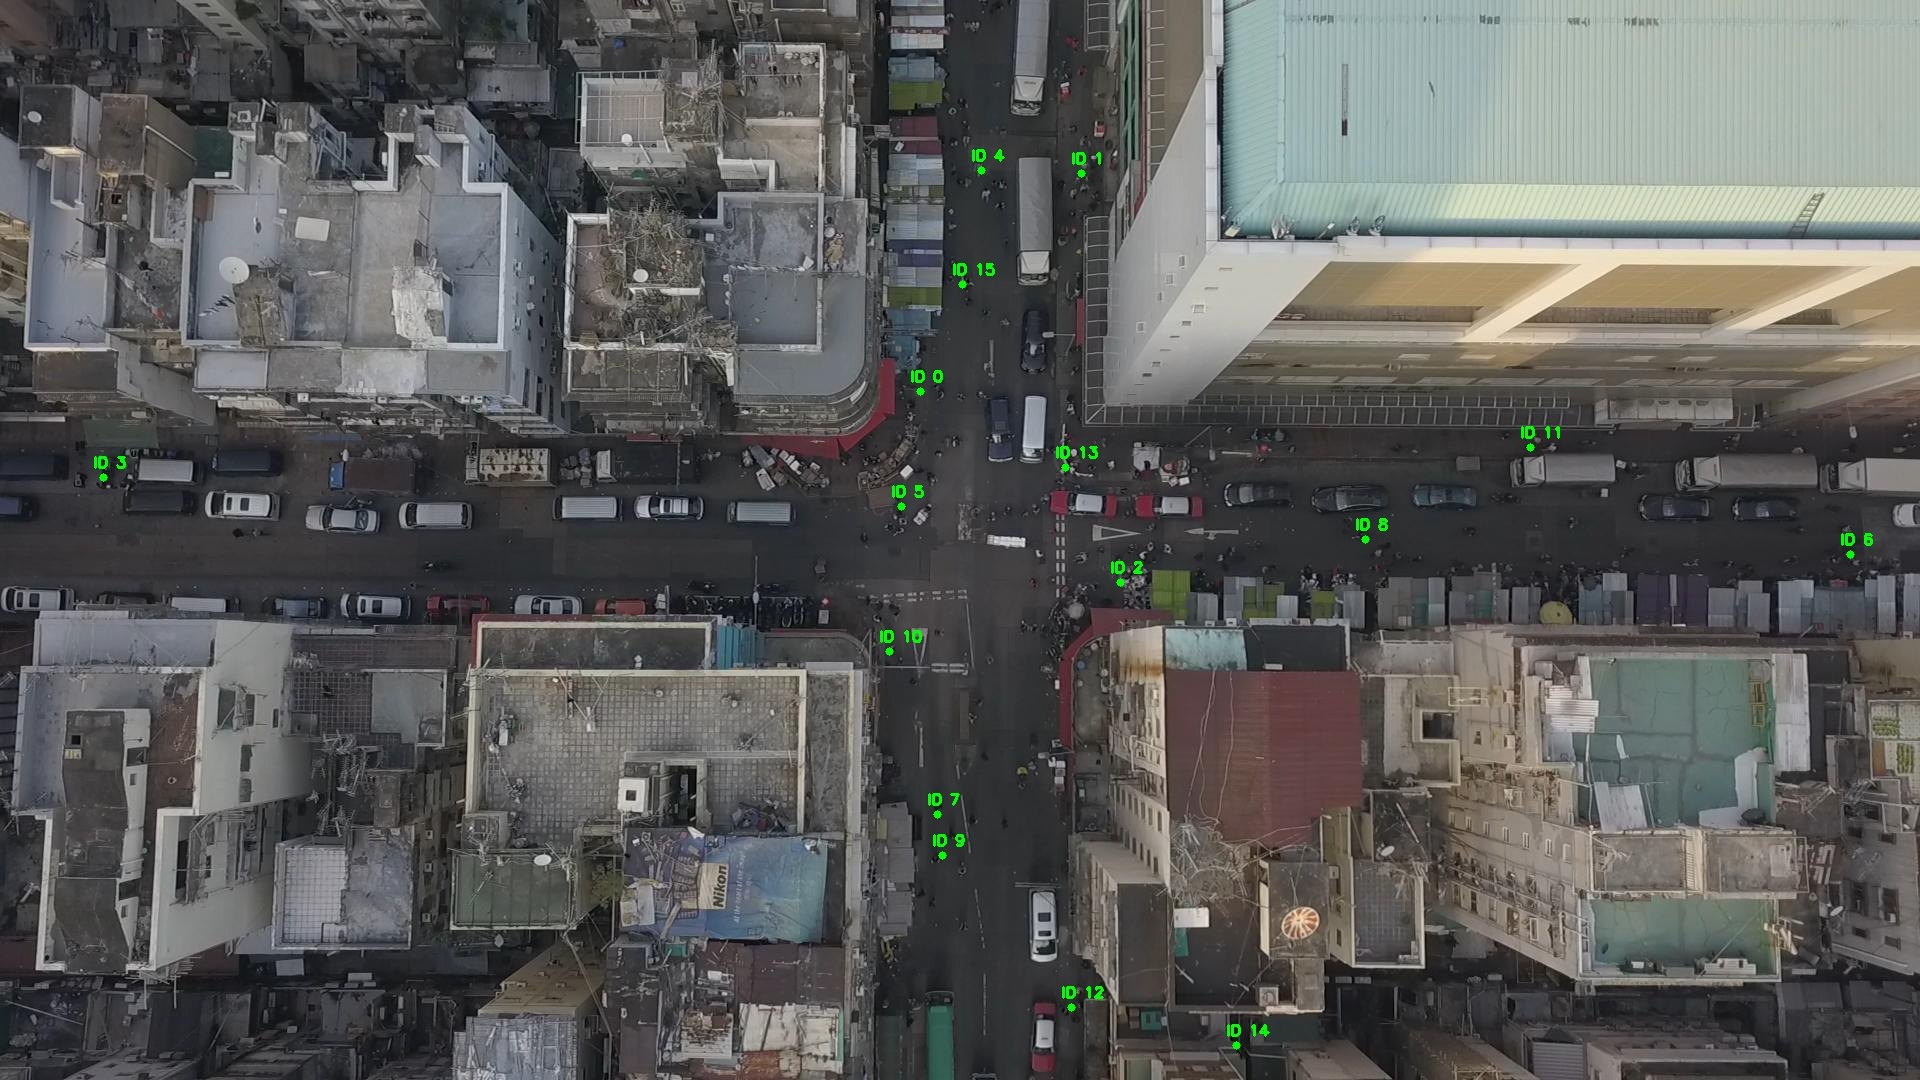 ID 4
ID 1
ID 15
ID 0
ID 11
ID 13
ID 3
ID 5
ID 8
ID 6
ID 2
ID 10
ID 7
ID 9
Nikon
ID 12
ID 14